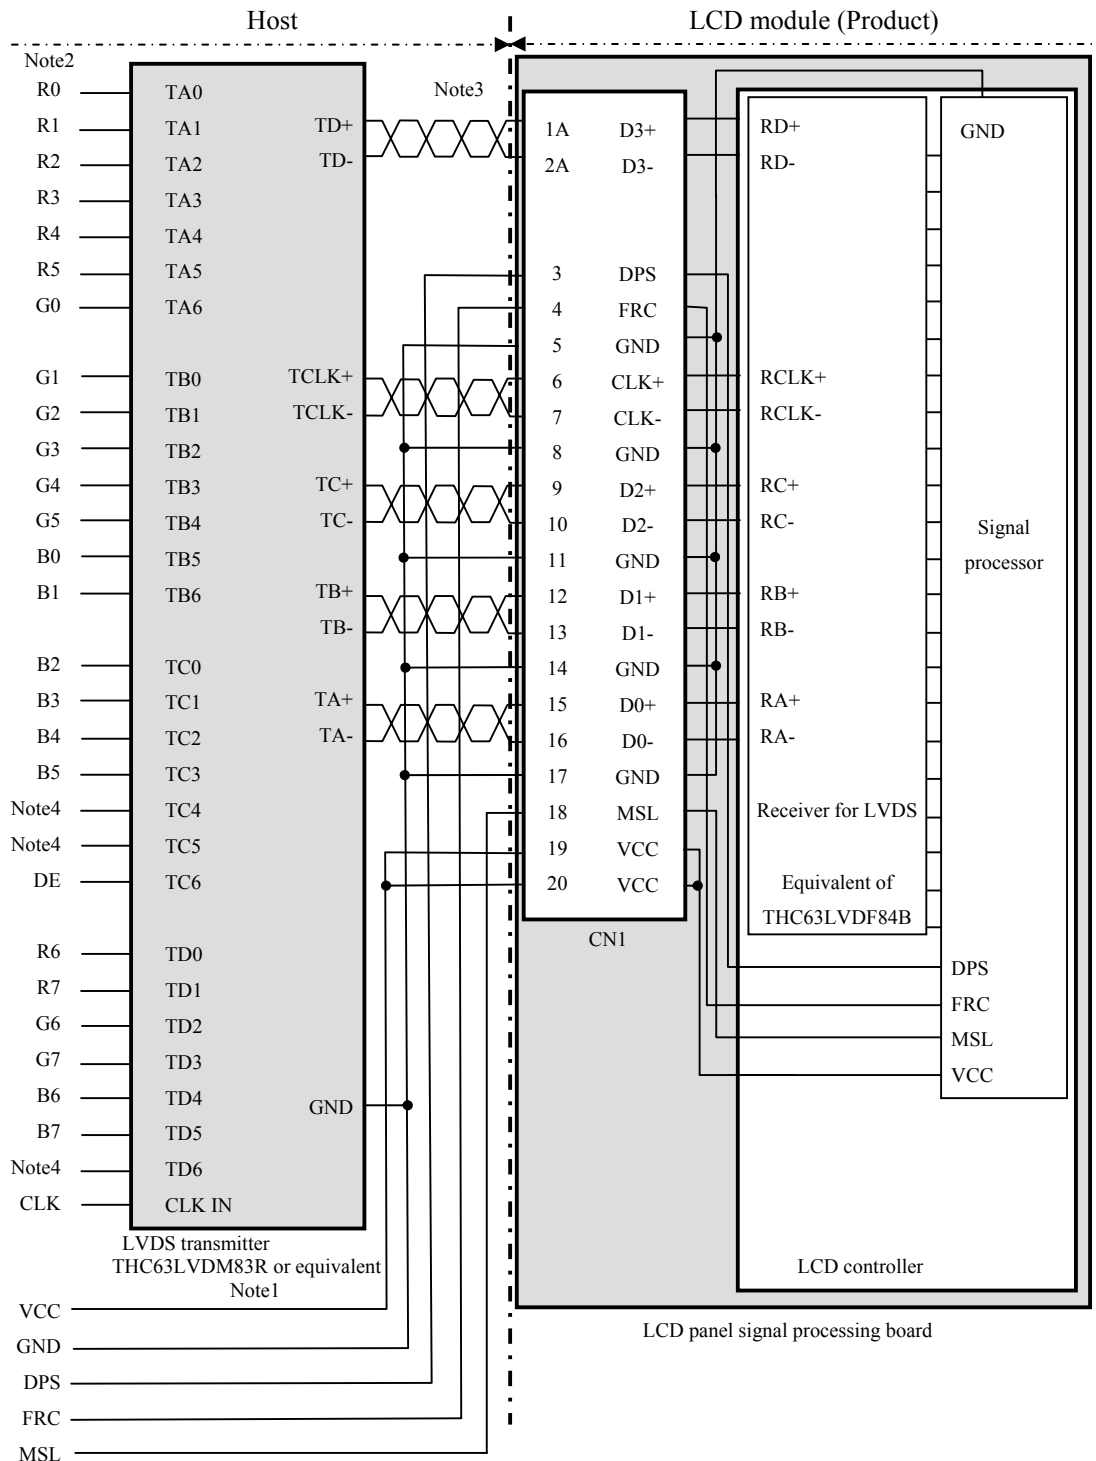 Host LCD module (Product)
Note2
R0 TA0 Note3
R1 TA1 TD+ 1A D3+ RD+ GND
R2 TA2 TD- 2A D3- RD-
R3 TA3
R4 TA4
R5 TA5 3 DPS
G0 TA6 4 FRC
5 GND
G1 TB0 TCLK+ 6 CLK+ RCLK+
G2 TB1 TCLK- 7 CLK- RCLK-
G3 TB2 8 GND
G4 TB3 TC+ 9 D2+ RC+
G5 TB4 TC- 10 D2- RC- Signal
B0 TB5 11 GND processor
B1 TB6 TB+ 12 D1+ RB+
TB- 13 D1- RB-
B2 TC0 14 GND
B3 TC1 TA+ 15 D0+ RA+
B4 TC2 TA- 16 D0- RA-
B5 TC3 17 GND
Note4 TC4 18 MSL Receiver for LVDS
Note4 TC5 19 VCC
DE TC6 20 VCC Equivalent of
THC63LVDF84B
CN1
R6 TD0 DPS
R7 TD1 FRC
G6 TD2 MSL
G7 TD3 VCC
B6 TD4 GND
B7 TD5
Note4 TD6
CLK CLK IN
LVDS transmitter
THC63LVDM83R or equivalent LCD controller
Note1
VCC
LCD panel signal processing board
GND
DPS
FRC
MSL